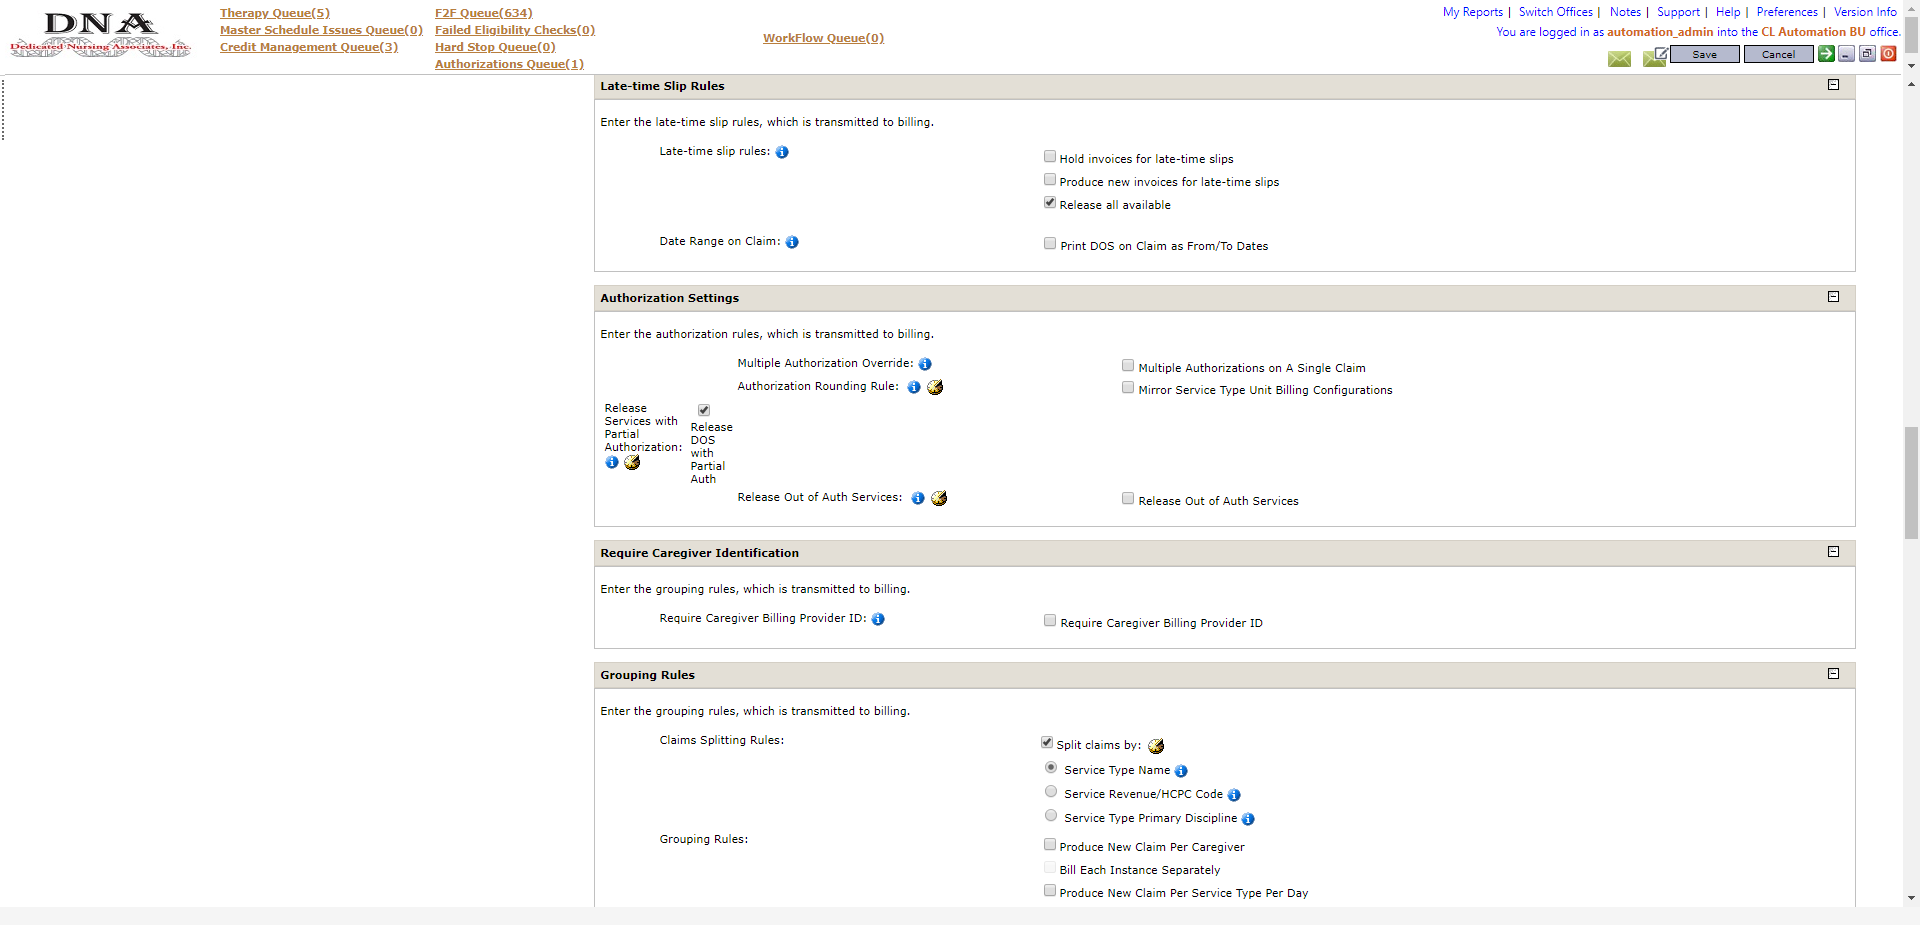 DNA
Dedicated Nursing Associates, Inc.
Therapy Queue(5)
Master Schedule Issues Queue(0)
Credit Management Queue(3)
F2F Queue(634)
Failed Eligibility Checks(0)
Hard Stop Queue(0)
Authorizations Queue(1)
WorkFlow Queue(0)
My Reports | Switch Offices | Notes | Support | Help | Preferences | Version Info
You are logged in as automation_admin into the CL Automation BU office.
Save Cancel
Late-time Slip Rules
Enter the late-time slip rules, which is transmitted to billing.
Late-time slip rules:
Hold invoices for late-time slips
Produce new invoices for late-time slips
Release all available
Date Range on Claim:
Print DOS on Claim as From/To Dates
Authorization Settings
Enter the authorization rules, which is transmitted to billing.
Multiple Authorization Override:
Multiple Authorizations on A Single Claim
Authorization Rounding Rule:
Mirror Service Type Unit Billing Configurations
Release
Services with
Partial
Authorization:
Release
DOS
with
Partial
Auth
Release Out of Auth Services:
Release Out of Auth Services
Require Caregiver Identification
Enter the grouping rules, which is transmitted to billing.
Require Caregiver Billing Provider ID:
Require Caregiver Billing Provider ID
Grouping Rules
Enter the grouping rules, which is transmitted to billing.
Claims Splitting Rules:
Split claims by:
Service Type Name
Service Revenue/HCPC Code
Service Type Primary Discipline
Grouping Rules:
Produce New Claim Per Caregiver
Bill Each Instance Separately
Produce New Claim Per Service Type Per Day